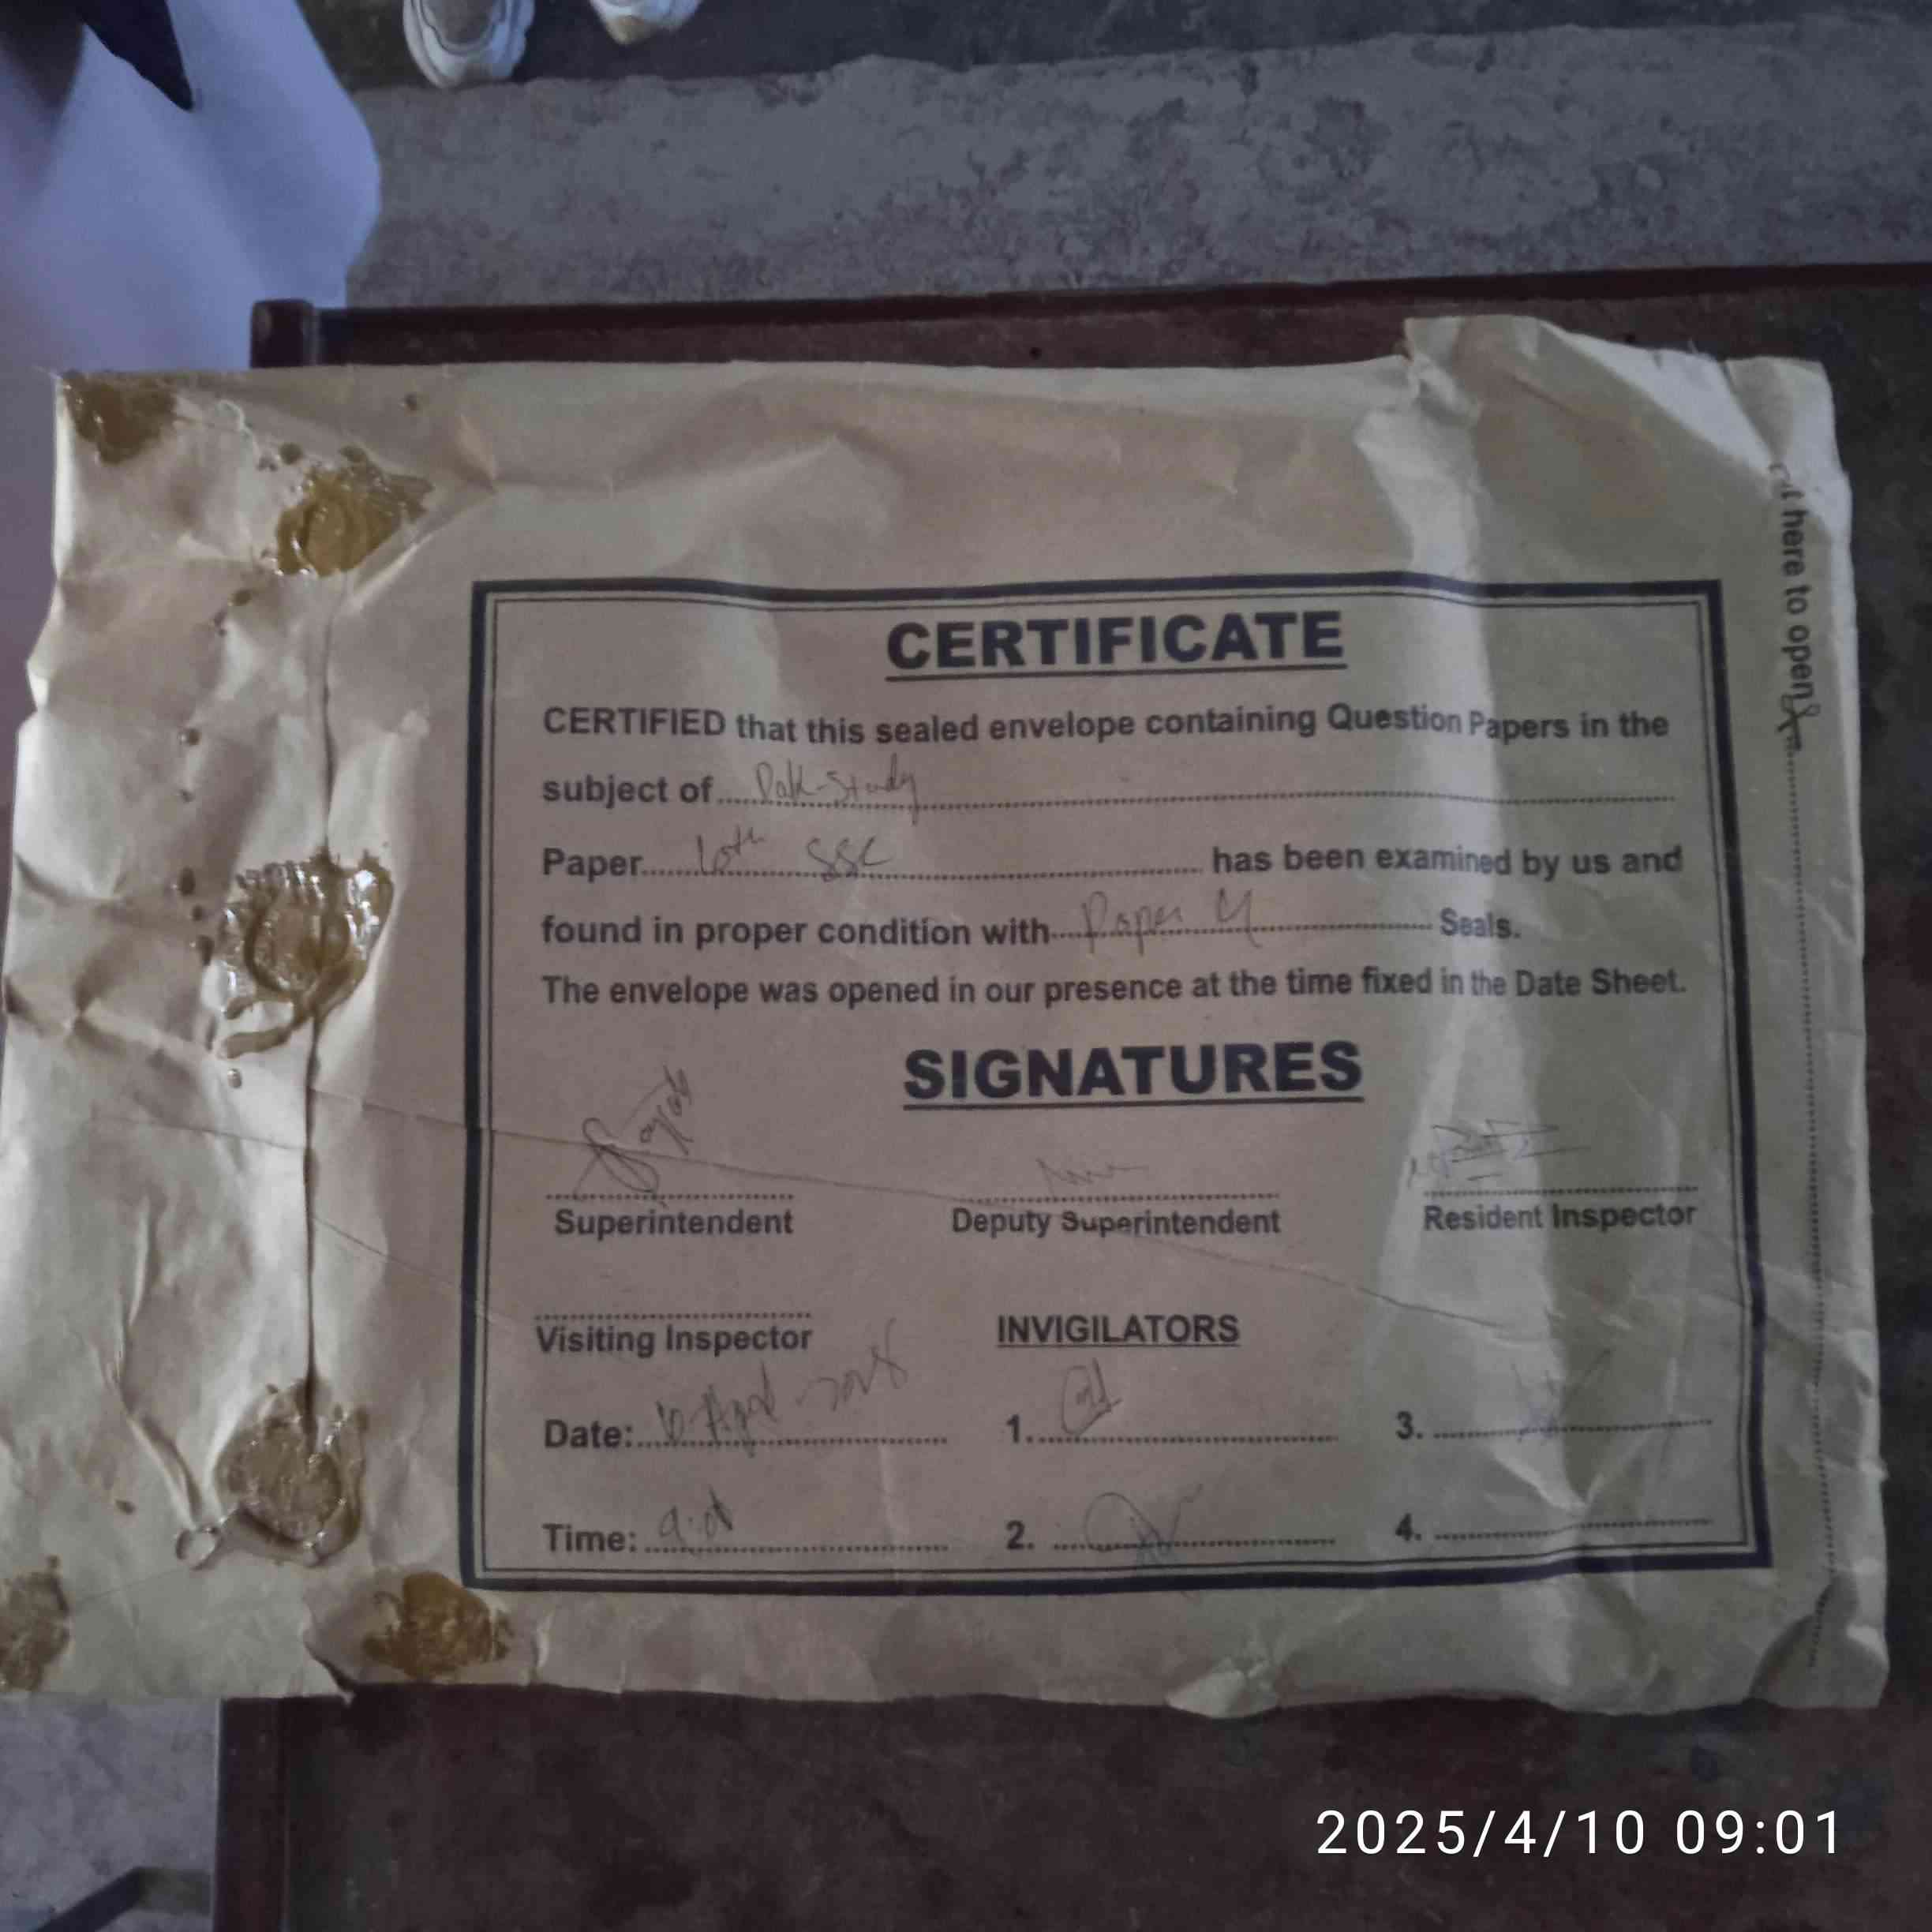 CERTIFICATE
CERTIFIED that this sealed envelope containing Question Papers in the
subject of Pak-Study
Paper 10th SSC has been examined by us and
found in proper condition with Paper Seals.
The envelope was opened in our presence at the time fixed in the Date Sheet.
SIGNATURES
Superintendent Deputy Superintendent Resident Inspector
Visiting Inspector INVIGILATORS
Date: 10 April 1. 3.
Time: 2. 4.
here to open
2025/4/10 09:01